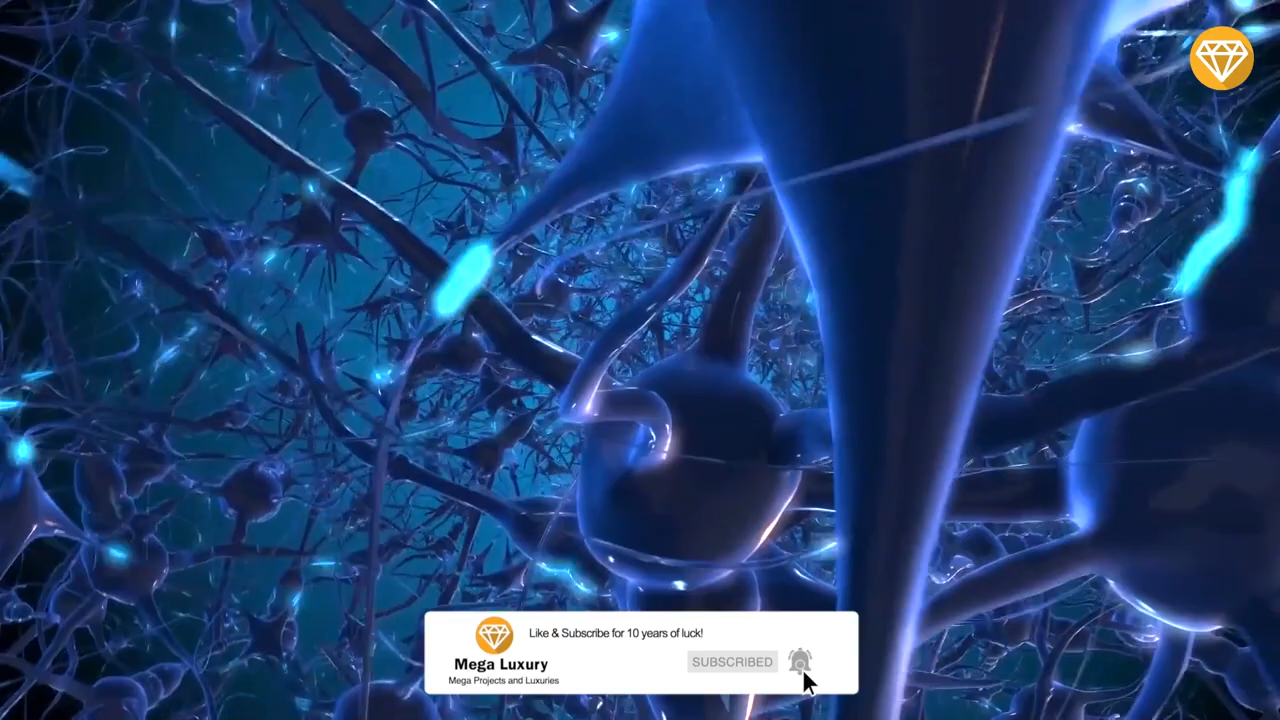 Like & Subscribe for 10 years of luck!
Mega Luxury
SUBSCRIBED
Mega Projects and Luxuries